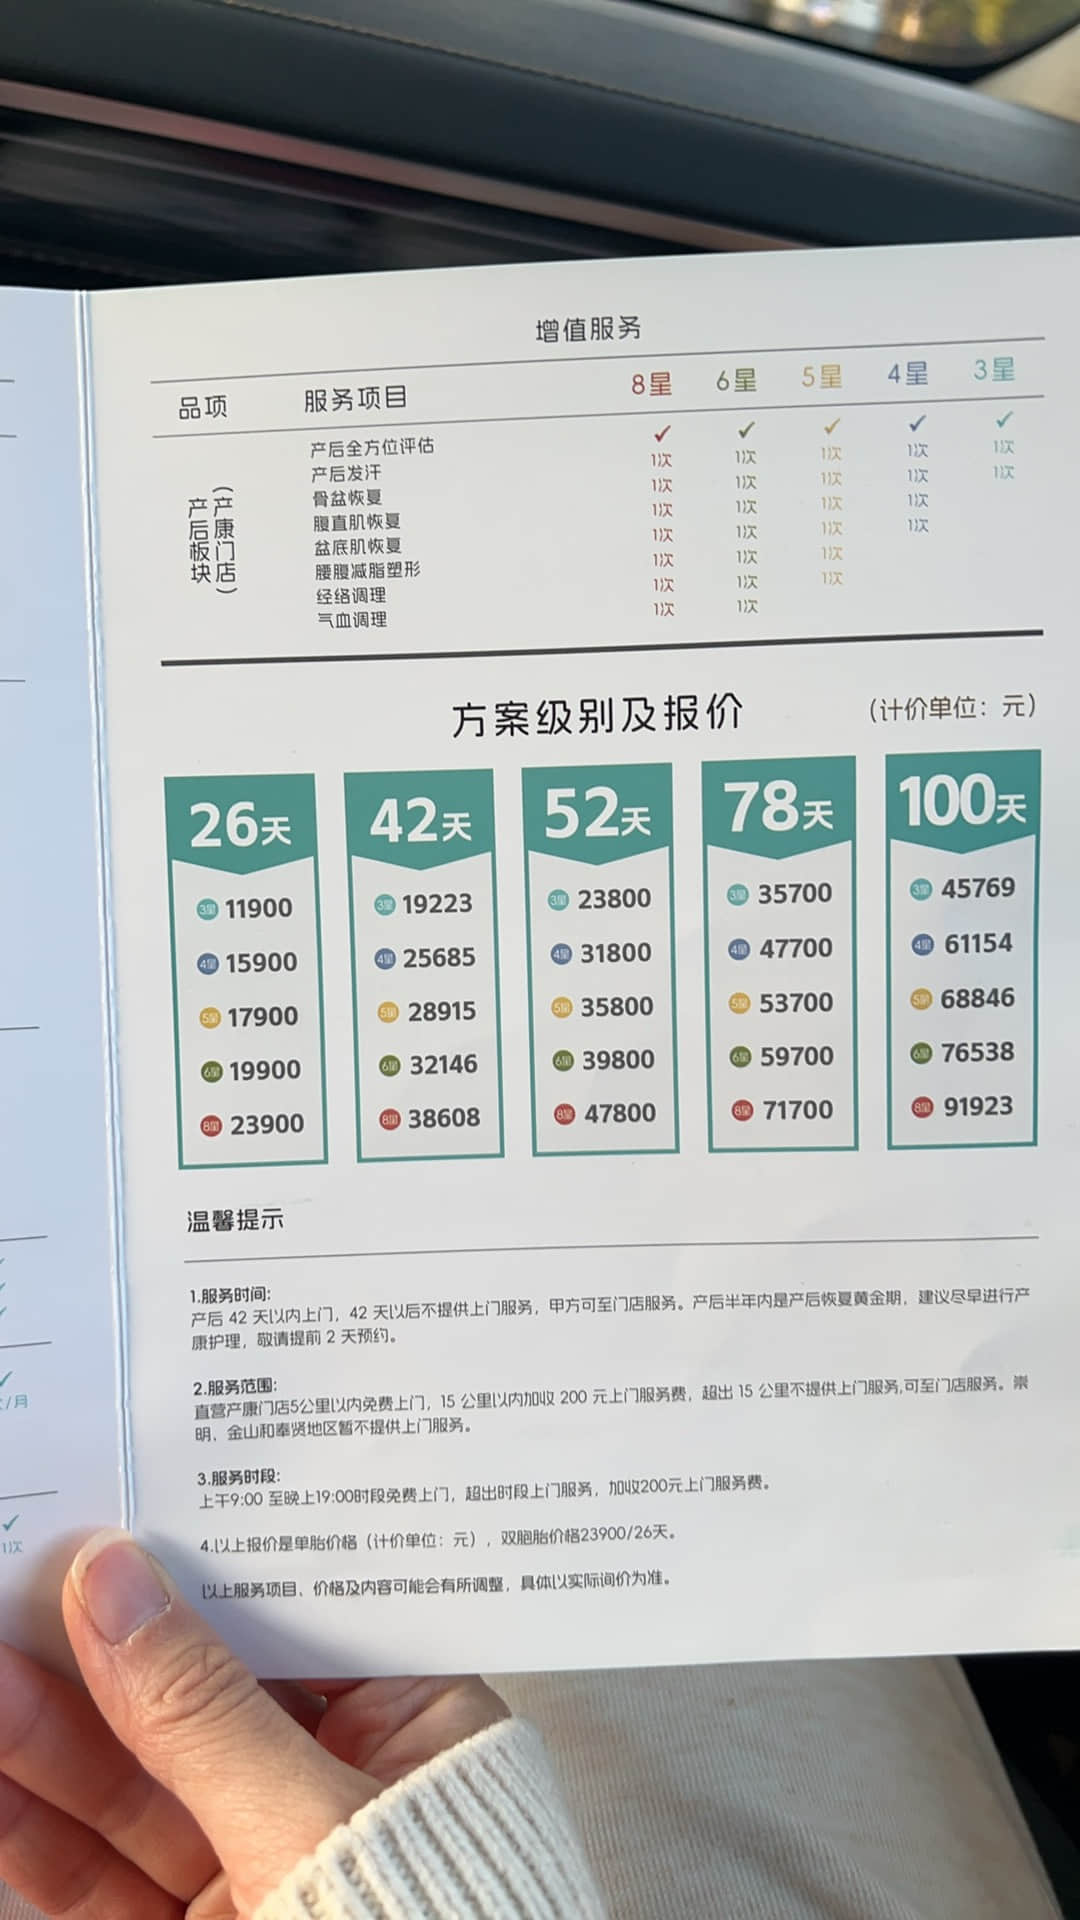 增值服务
品项 服务项目 8星 6星 5星 4星 3星
产后板块
（产康门店）
产后全方位评估 ✓ ✓ ✓ ✓ ✓
产后发汗 1次 1次 1次 1次 1次
骨盆恢复 1次 1次 1次 1次 1次
腹直肌恢复 1次 1次 1次 1次
盆底肌恢复 1次 1次 1次 1次
腰腹减脂塑形 1次 1次 1次
经络调理 1次 1次 1次
气血调理 1次 1次
方案级别及报价 （计价单位：元）
26天 42天 52天 78天 100天
3星 11900 3星 19223 3星 23800 3星 35700 3星 45769
4星 15900 4星 25685 4星 31800 4星 47700 4星 61154
5星 17900 5星 28915 5星 35800 5星 53700 5星 68846
6星 19900 6星 32146 6星 39800 6星 59700 6星 76538
8星 23900 8星 38608 8星 47800 8星 71700 8星 91923
温馨提示
1.服务时间：
产后 42 天以内上门，42 天以后不提供上门服务，甲方可至门店服务。产后半年内是产后恢复黄金期，建议尽早进行产
康护理，敬请提前 2 天预约。
2.服务范围：
直营产康门店5公里以内免费上门，15 公里以内加收 200 元上门服务费，超出 15 公里不提供上门服务,可至门店服务。崇
明、金山和奉贤地区暂不提供上门服务。
3.服务时段：
上午9:00 至晚上19:00时段免费上门，超出时段上门服务，加收200元上门服务费。
4.以上报价是单胎价格（计价单位：元），双胞胎价格23900/26天。
以上服务项目、价格及内容可能会有所调整，具体以实际询价为准。
/月
1次